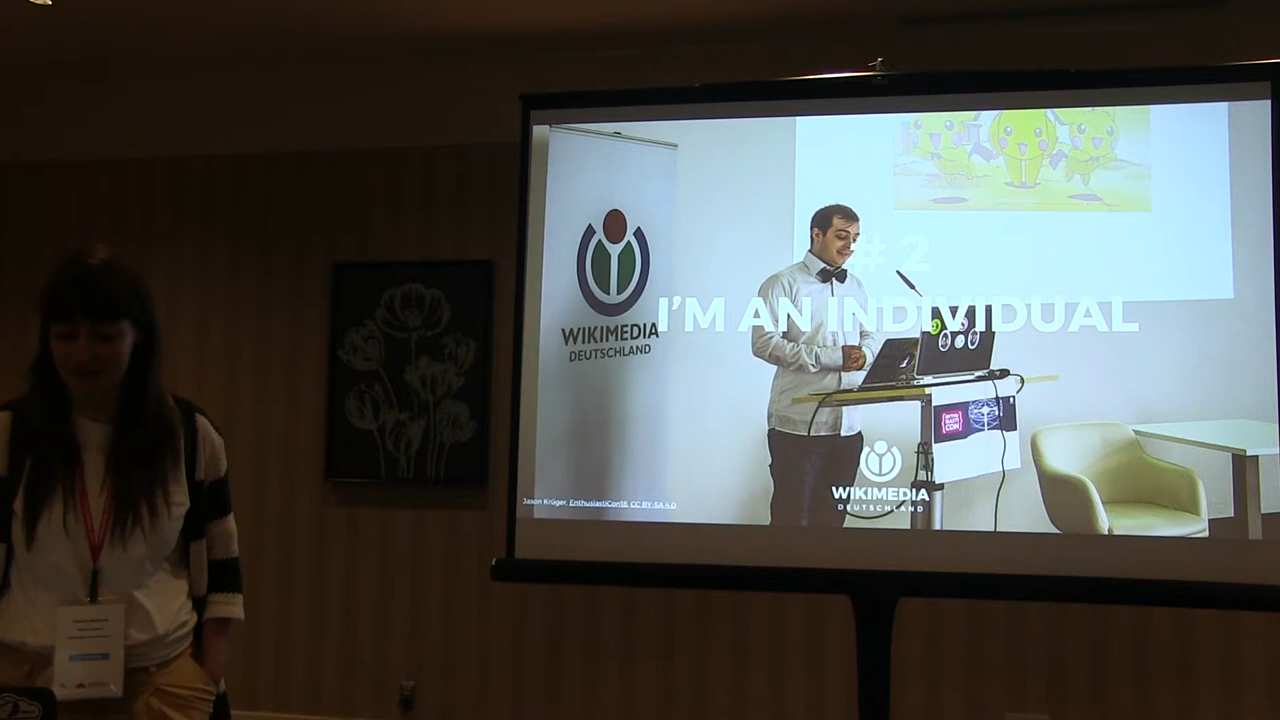 # 2
I'M AN INDIVIDUAL
WIKIMEDIA
DEUTSCHLAND
WIKIMEDIA
DEUTSCHLAND
Jason Krüger, EnthusiastiCon18, CC BY-SA 4.0